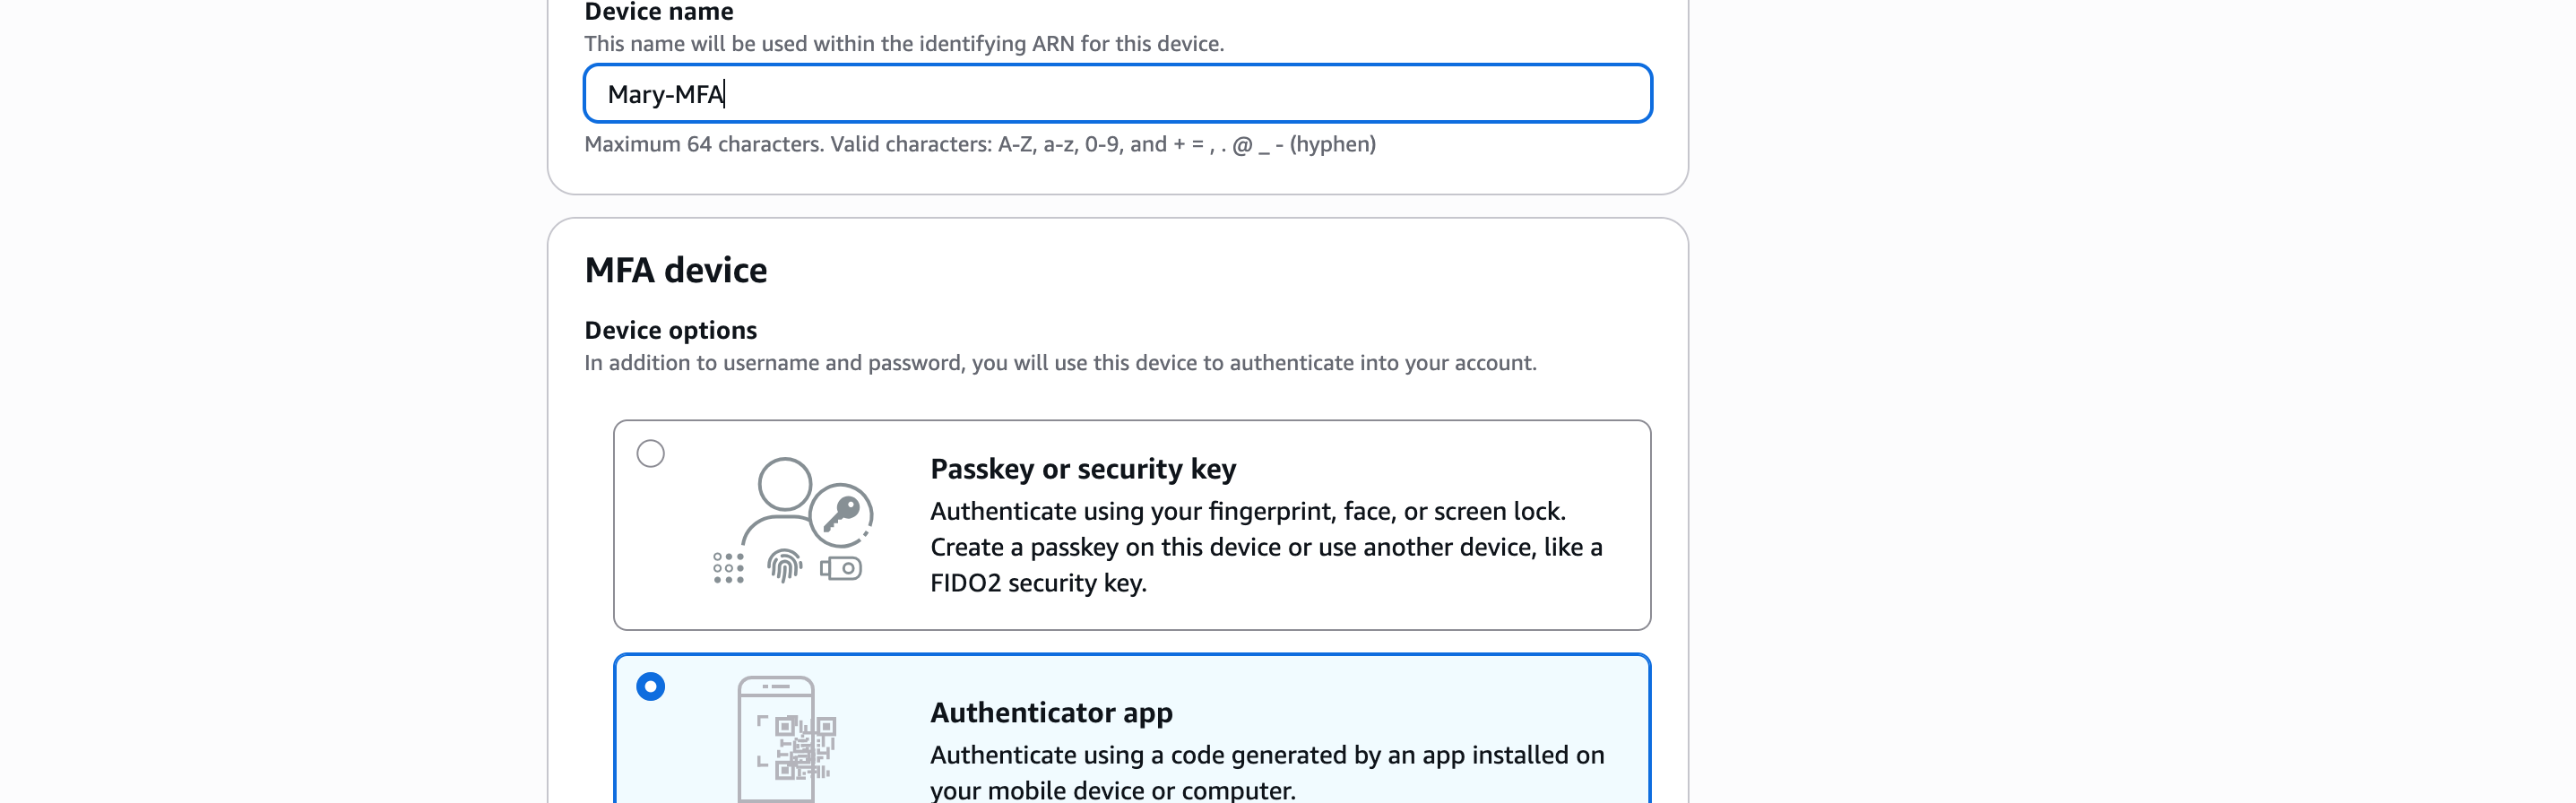 Device name
This name will be used within the identifying ARN for this device.
Mary-MFA
Maximum 64 characters. Valid characters: A-Z, a-z, 0-9, and + = , . @ _ - (hyphen)
MFA device
Device options
In addition to username and password, you will use this device to authenticate into your account.
Passkey or security key
Authenticate using your fingerprint, face, or screen lock.
Create a passkey on this device or use another device, like a
FIDO2 security key.
Authenticator app
Authenticate using a code generated by an app installed on
your mobile device or computer.